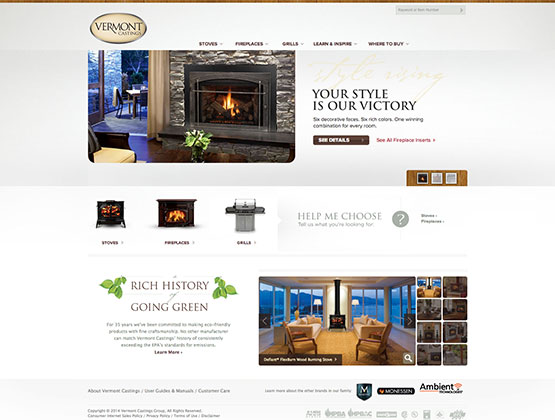 Keyword or Item Number
VERMONT
CASTINGS
STOVES FIREPLACES GRILLS LEARN & INSPIRE WHERE TO BUY
style rising
YOUR STYLE
IS OUR VICTORY
Six decorative faces. Six rich colors. One winning
combination for every room.
SEE DETAILS
See All Fireplace Inserts
STOVES
FIREPLACES
GRILLS
HELP ME CHOOSE
Tell us what you're looking for
?
Stoves
Fireplaces
a
RICH HISTORY
of
GOING GREEN
For 35 years we've been committed to making eco-friendly
products with fine craftsmanship. No other manufacturer
can match Vermont Castings' history of consistently
exceeding the EPA's standards for emissions.
Learn More
Defiant® FlexBurn Wood Burning Stove
About Vermont Castings / User Guides & Manuals / Customer Care
Learn more about the other brands in our family:
M
MONESSEN
Ambient
TECHNOLOGIES
Copyright © 2014 Vermont Castings Group, All Rights Reserved.
Consumer Internet Sales Policy / Privacy Policy / Terms of Use / Disclaimer